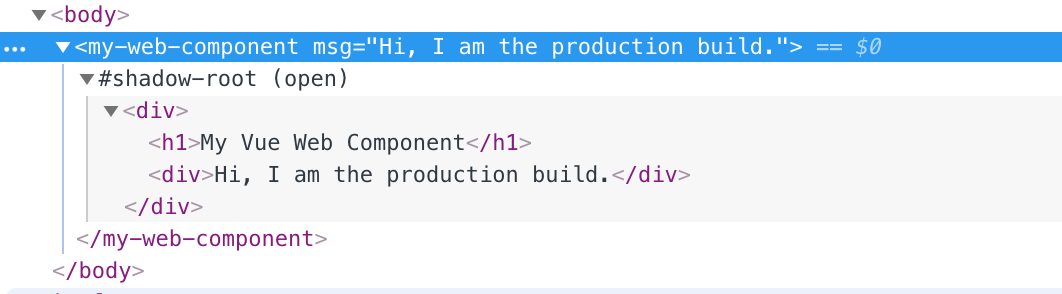 ▼<body>
… ▼<my-web-component msg="Hi, I am the production build."> == $0
▼#shadow-root (open)
▼<div>
<h1>My Vue Web Component</h1>
<div>Hi, I am the production build.</div>
</div>
</my-web-component>
</body>